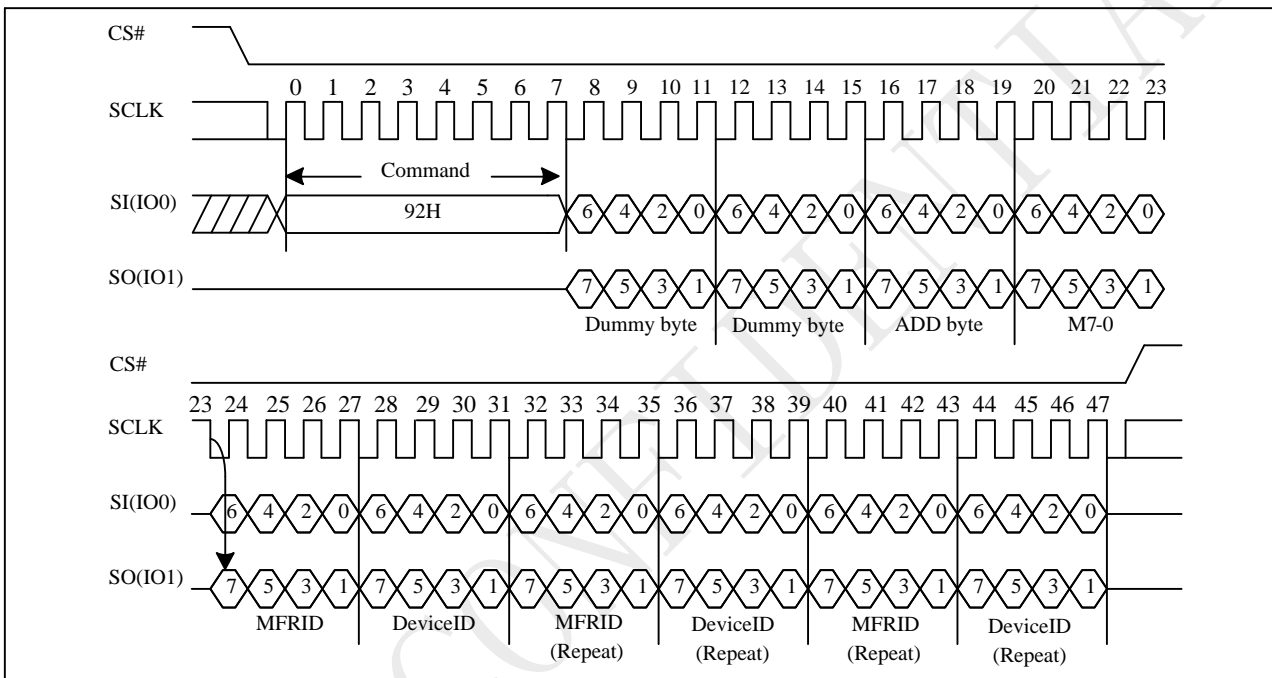 CS#
0 1 2 3 4 5 6 7 8 9 10 11 12 13 14 15 16 17 18 19 20 21 22 23
SCLK
Command
SI(IO0)
92H 6 4 2 0 6 4 2 0 6 4 2 0 6 4 2 0
SO(IO1)
7 5 3 1 7 5 3 1 7 5 3 1 7 5 3 1
Dummy byte Dummy byte ADD byte M7-0
CS#
23 24 25 26 27 28 29 30 31 32 33 34 35 36 37 38 39 40 41 42 43 44 45 46 47
SCLK
SI(IO0)
6 4 2 0 6 4 2 0 6 4 2 0 6 4 2 0 6 4 2 0 6 4 2 0
SO(IO1)
7 5 3 1 7 5 3 1 7 5 3 1 7 5 3 1 7 5 3 1 7 5 3 1
MFRID DeviceID MFRID DeviceID MFRID DeviceID
(Repeat) (Repeat) (Repeat) (Repeat)
CONFIDENTIA